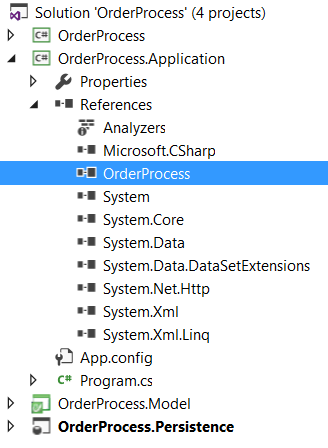 Solution 'OrderProcess' (4 projects)
C# OrderProcess
C# OrderProcess.Application
Properties
References
Analyzers
Microsoft.CSharp
OrderProcess
System
System.Core
System.Data
System.Data.DataSetExtensions
System.Net.Http
System.Xml
System.Xml.Linq
App.config
C# Program.cs
OrderProcess.Model
OrderProcess.Persistence